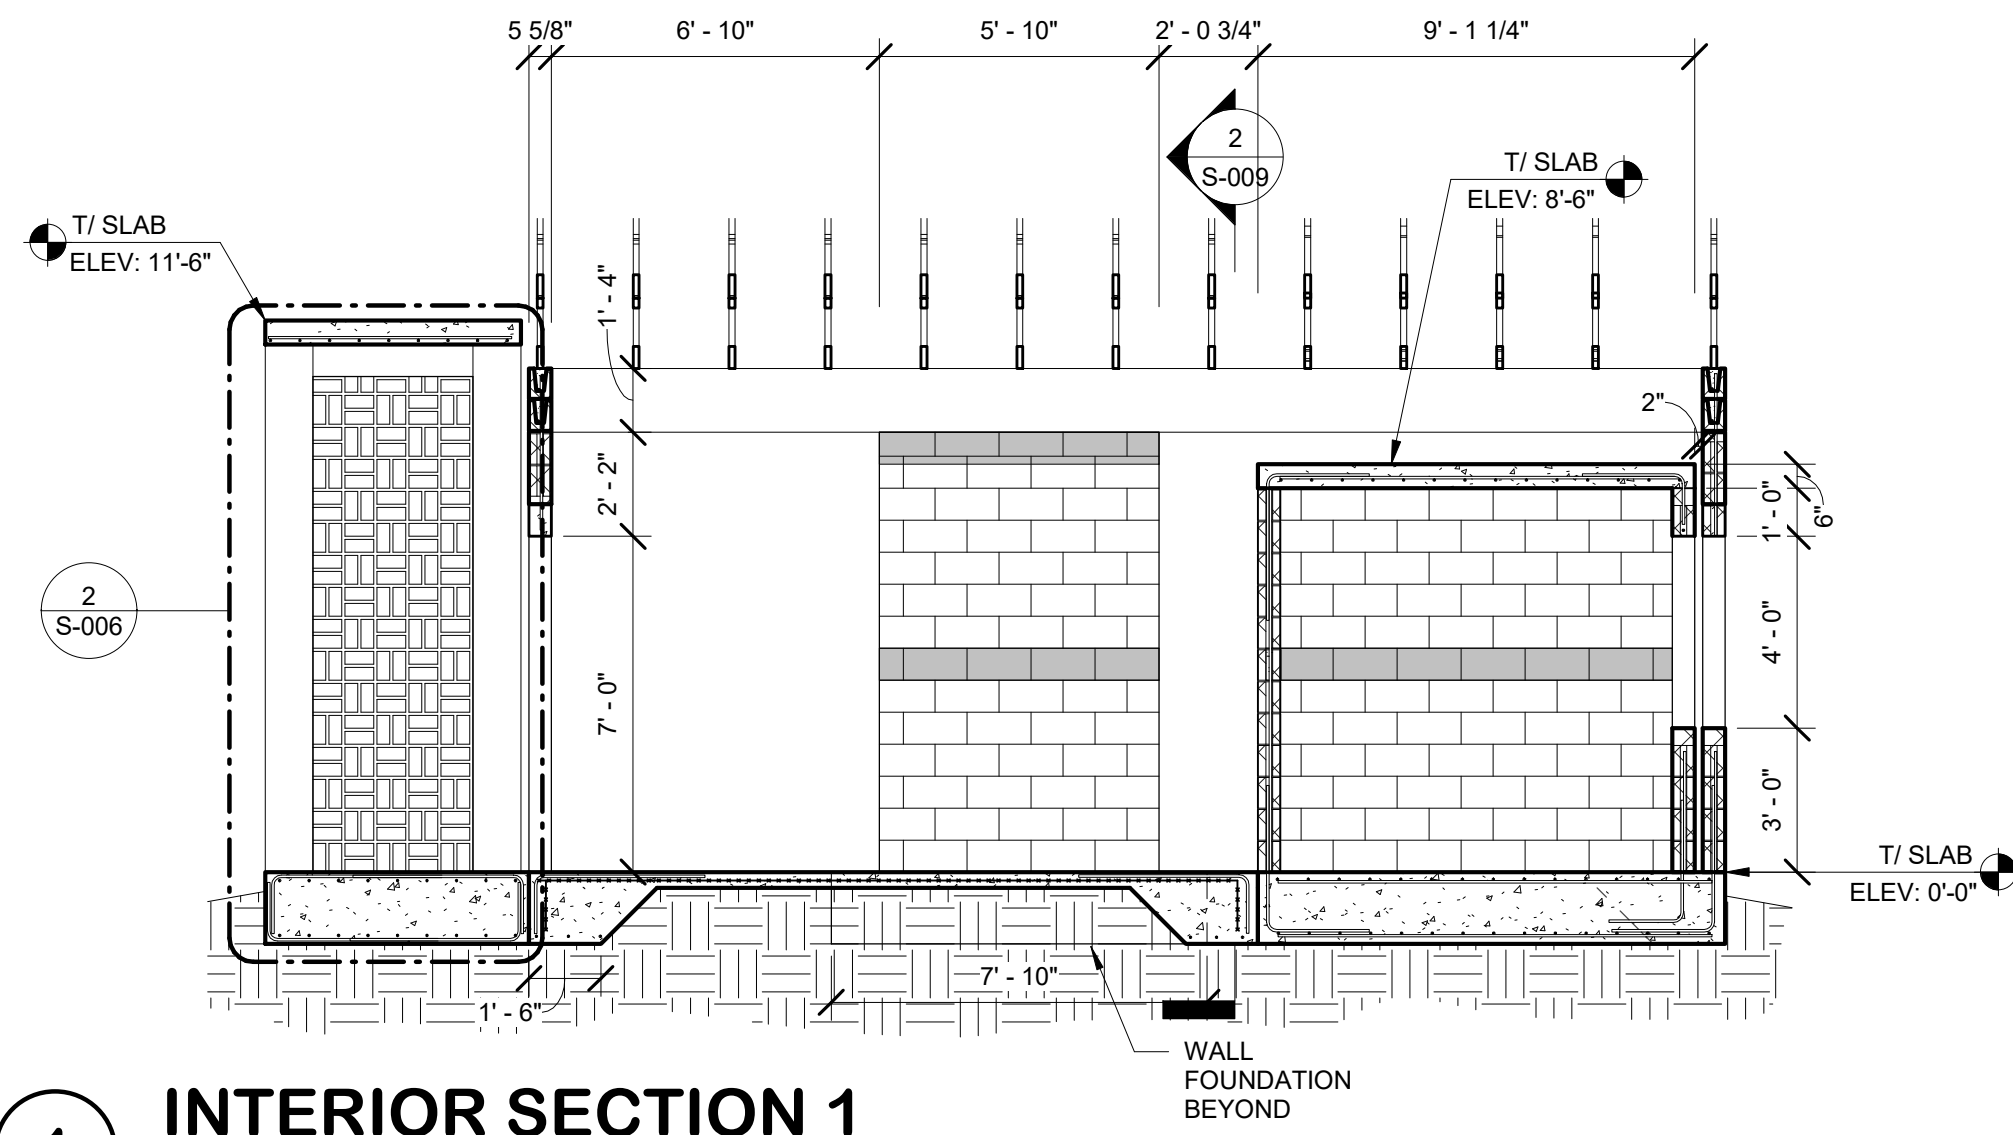 5 5/8"
6' - 10"
5' - 10"
2' - 0 3/4"
9' - 1 1/4"
2
S-009
T/ SLAB
ELEV: 8'-6"
T/ SLAB
ELEV: 11'-6"
1' - 4"
2"
2' - 2"
1' - 0"
6"
2
S-006
4' - 0"
7' - 0"
3' - 0"
T/ SLAB
ELEV: 0'-0"
7' - 10"
1' - 6"
WALL
FOUNDATION
BEYOND
INTERIOR SECTION 1